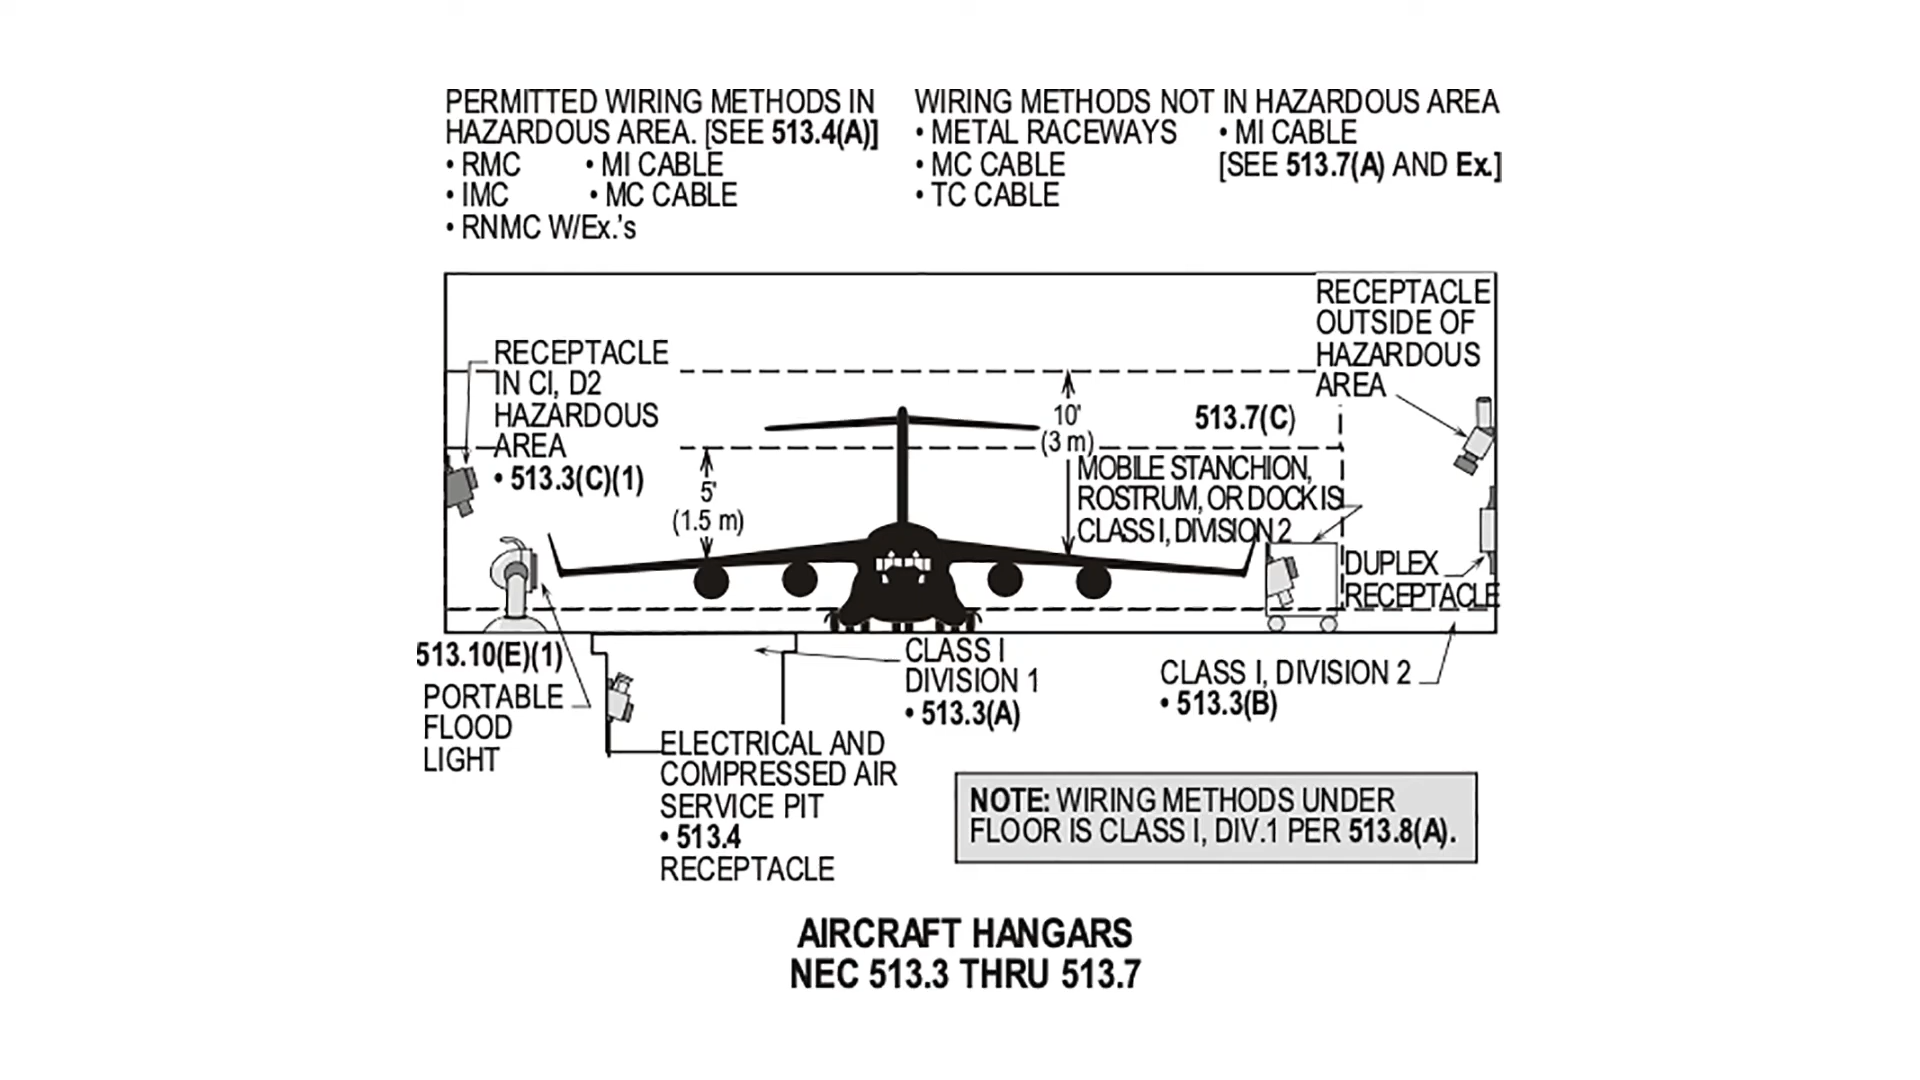 PERMITTED WIRING METHODS IN
HAZARDOUS AREA. [SEE 513.4(A)]
• RMC • MI CABLE
• IMC • MC CABLE
• RNMC W/Ex.'s
WIRING METHODS NOT IN HAZARDOUS AREA
• METAL RACEWAYS • MI CABLE
• MC CABLE [SEE 513.7(A) AND Ex.]
• TC CABLE
RECEPTACLE
IN CI, D2
HAZARDOUS
AREA
• 513.3(C)(1)
5'
(1.5 m)
10'
(3 m)
513.7(C)
MOBILE STANCHION,
ROSTRUM, OR DOCK IS
CLASS I, DIVISION 2
RECEPTACLE
OUTSIDE OF
HAZARDOUS
AREA
DUPLEX
RECEPTACLE
513.10(E)(1)
PORTABLE
FLOOD
LIGHT
CLASS I
DIVISION 1
• 513.3(A)
CLASS I, DIVISION 2
• 513.3(B)
ELECTRICAL AND
COMPRESSED AIR
SERVICE PIT
• 513.4
RECEPTACLE
NOTE: WIRING METHODS UNDER
FLOOR IS CLASS I, DIV.1 PER 513.8(A).
AIRCRAFT HANGARS
NEC 513.3 THRU 513.7